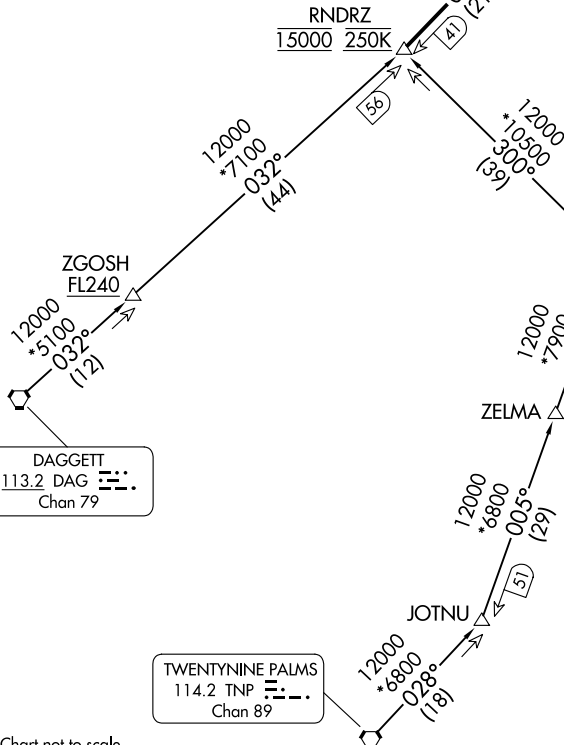 RNDRZ
15000 250K
41
56
12000
*7100
032°
(44)
12000
*10500
300°
(39)
ZGOSH
FL240
12000
*5100
032°
(12)
12000
*7900
ZELMA
DAGGETT
113.2 DAG
Chan 79
12000
*6800
005°
(29)
51
JOTNU
TWENTYNINE PALMS
114.2 TNP
Chan 89
12000
*6800
028°
(18)
Chart not to scale